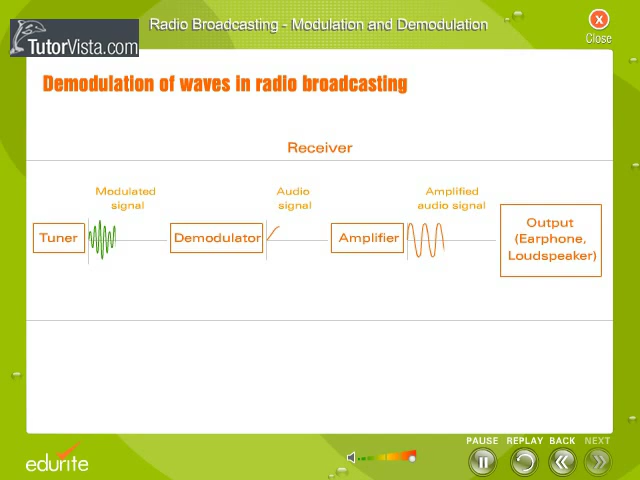 Radio Broadcasting - Modulation and Demodulation
X
Close
TutorVista.com
Demodulation of waves in radio broadcasting
Receiver
Modulated
signal
Audio
signal
Amplified
audio signal
Tuner
Demodulator
Amplifier
Output
(Earphone,
Loudspeaker)
PAUSE REPLAY BACK NEXT
edurite